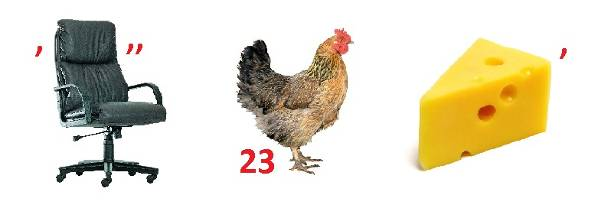 , ,, ,
23